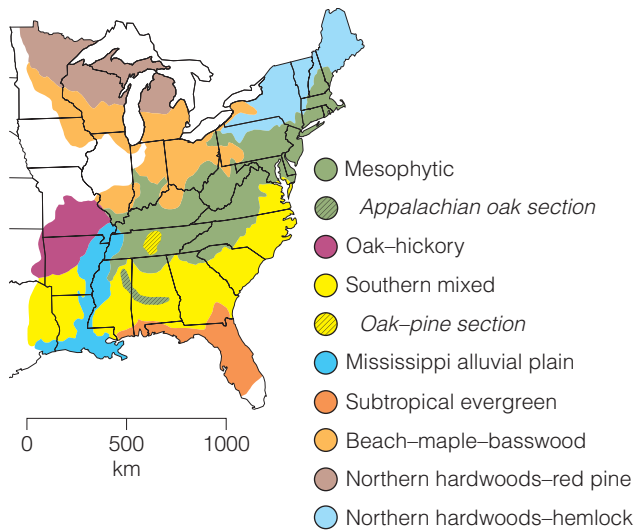 Mesophytic
Appalachian oak section
Oak–hickory
Southern mixed
Oak–pine section
Mississippi alluvial plain
Subtropical evergreen
Beach–maple–basswood
Northern hardwoods–red pine
Northern hardwoods–hemlock
0 500 1000
km